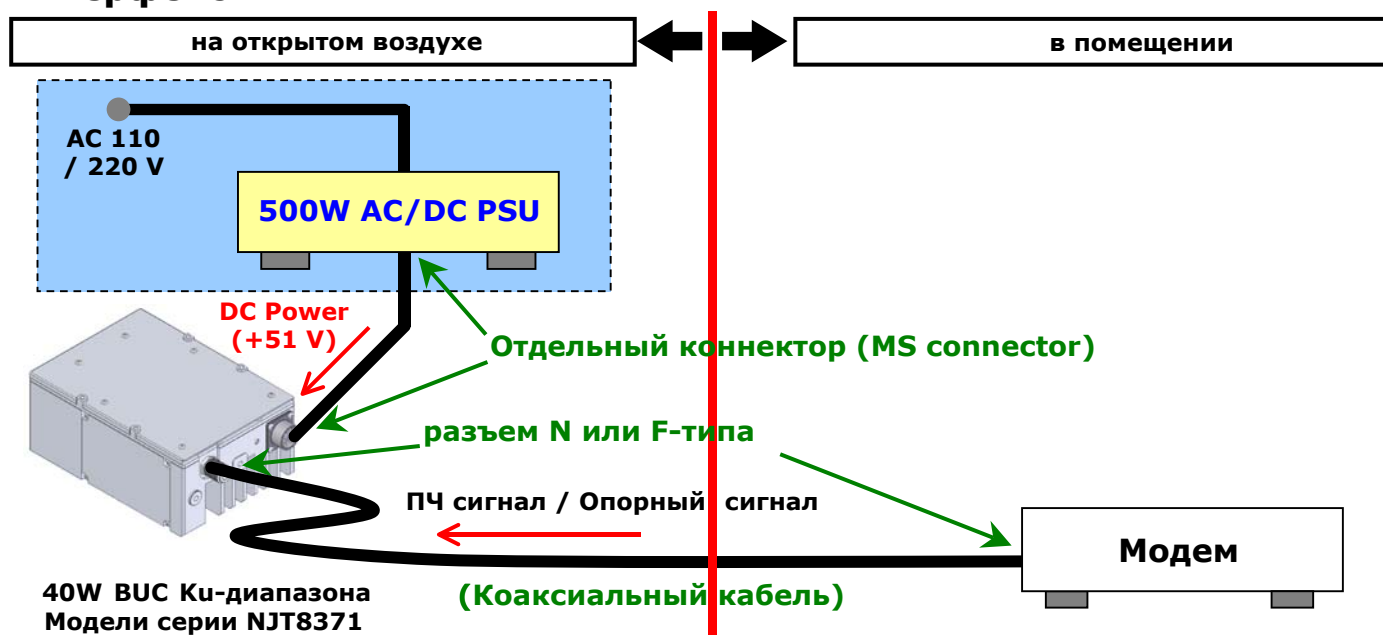 на открытом воздухе
в помещении
AC 110
/ 220 V
500W AC/DC PSU
DC Power
(+51 V)
Отдельный коннектор (MS connector)
разъем N или F-типа
ПЧ сигнал / Опорный сигнал
Модем
(Коаксиальный кабель)
40W BUC Ku-диапазона
Модели серии NJT8371